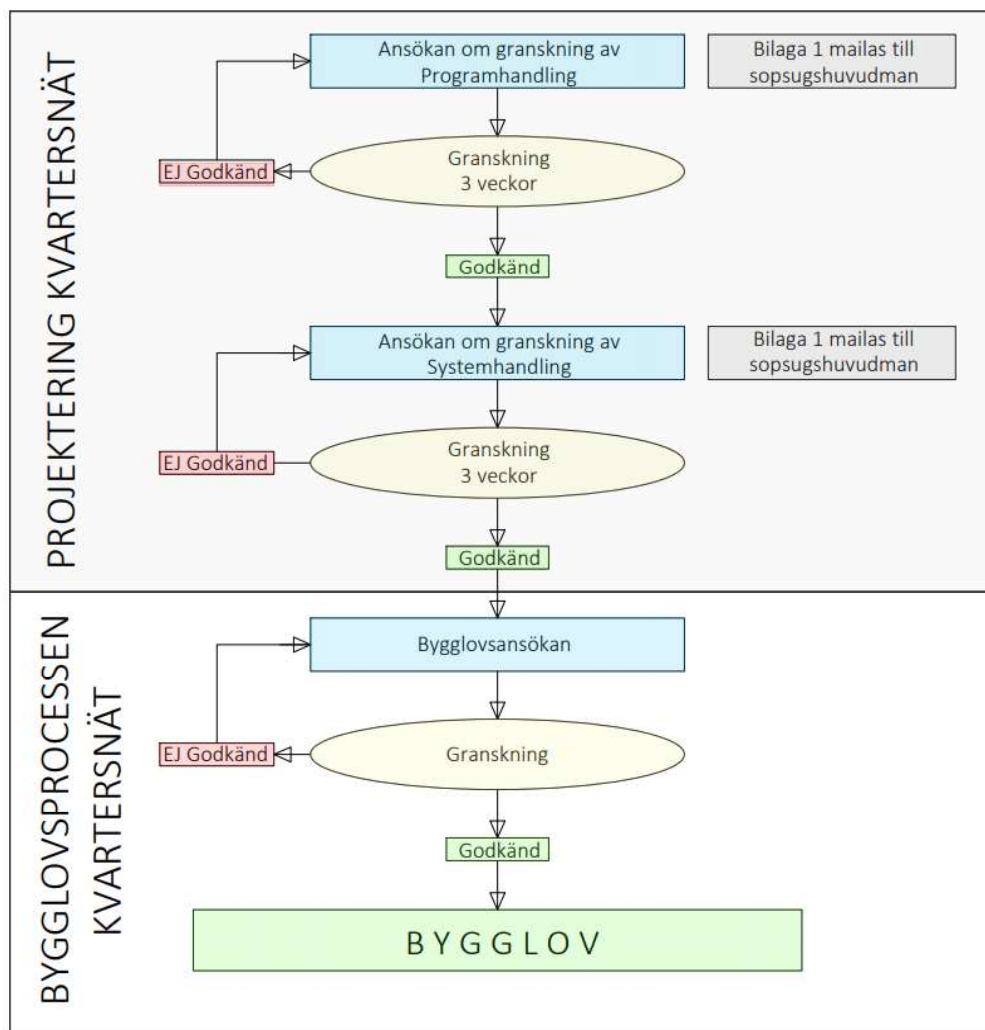 PROJEKTERING KVARTERSNÄT
Ansökan om granskning av
Programhandling
Bilaga 1 mailas till
sopsugshuvudman
Granskning
3 veckor
EJ Godkänd
Godkänd
Ansökan om granskning av
Systemhandling
Bilaga 1 mailas till
sopsugshuvudman
Granskning
3 veckor
EJ Godkänd
Godkänd
BYGGLOVSPROCESSEN
KVARTERSNÄT
Bygglovsansökan
Granskning
EJ Godkänd
Godkänd
BYGGLOV